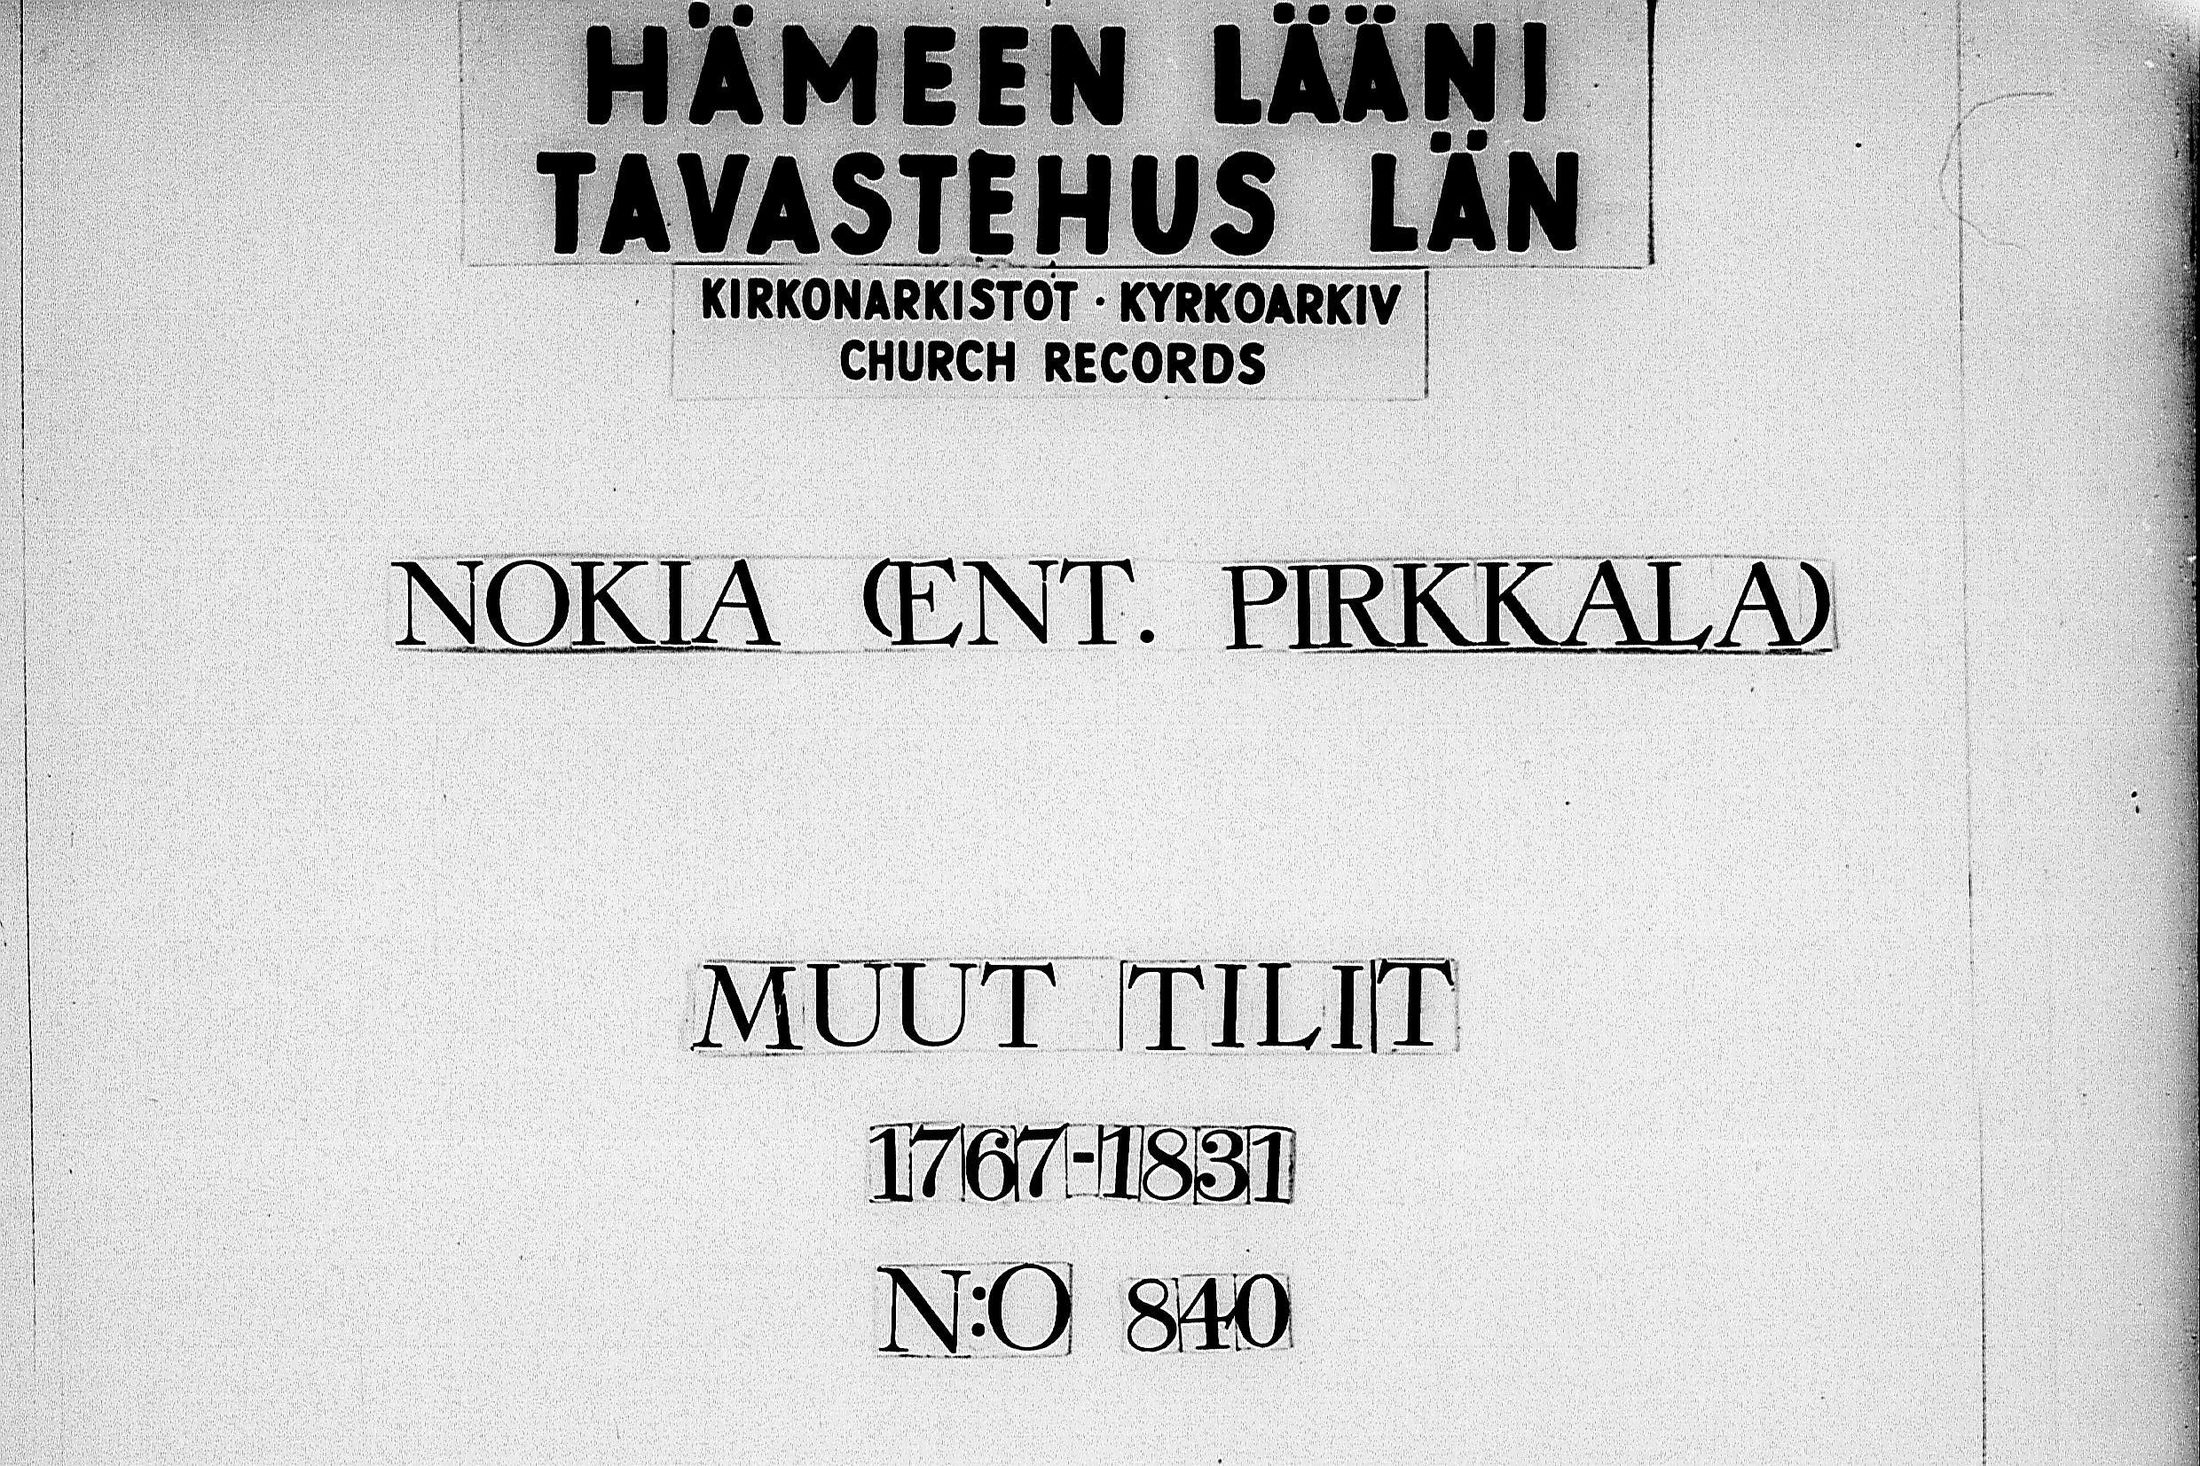 HÄMEEN LÄÄNI
TAVASTEHUS LÄN
KIRKONARKISTOT · KYRKOARKIV
CHURCH RECORDS
NOKIA (ENT. PIRKKALA)
MUUT TILIT
1767-1831
N:O 840